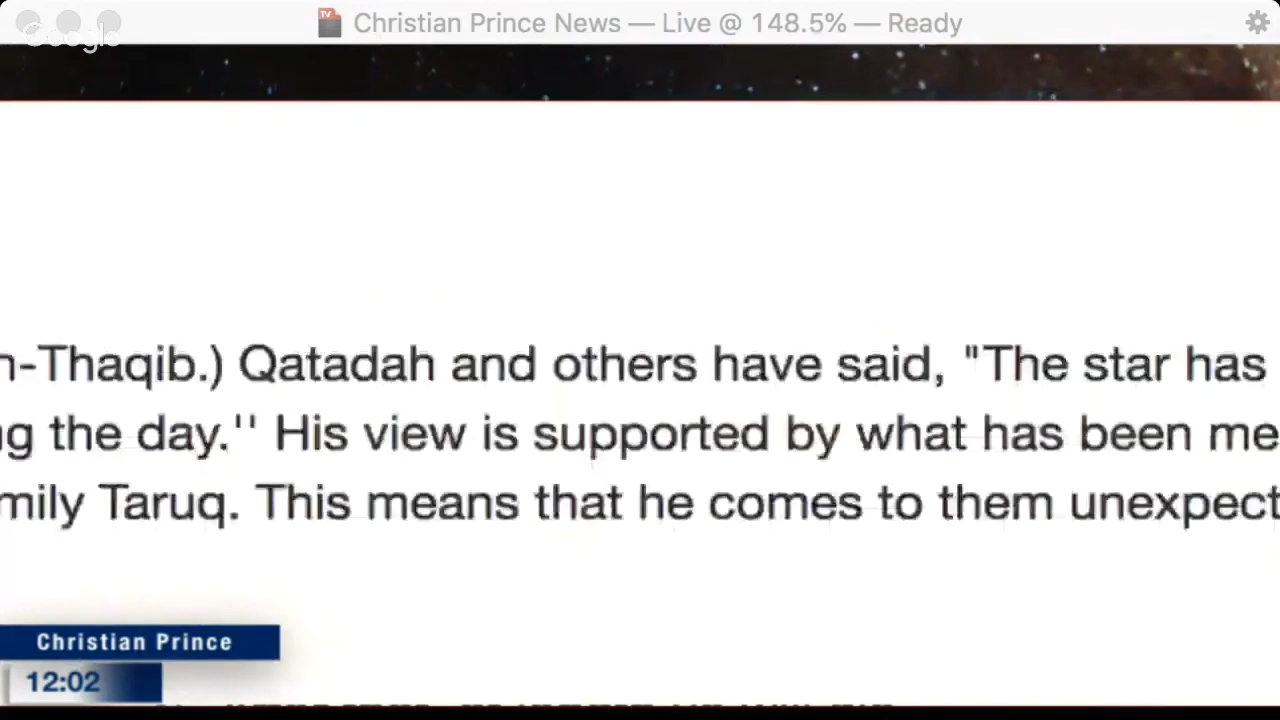 Christian Prince News — Live @ 148.5% — Ready
Google
n-Thaqib.) Qatadah and others have said, "The star has
ng the day.'' His view is supported by what has been me
mily Taruq. This means that he comes to them unexpect
Christian Prince
12:02